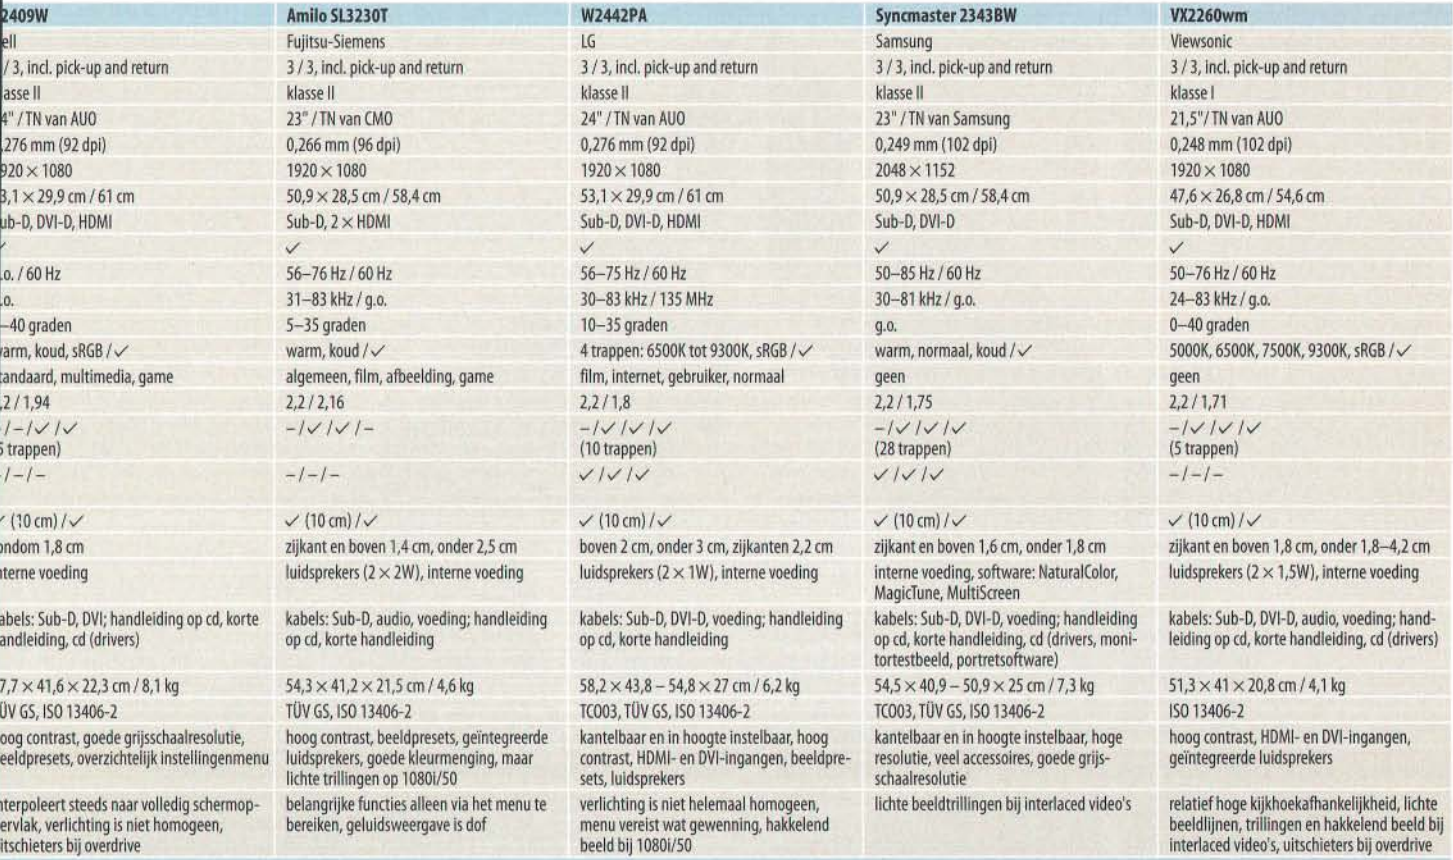 2409W Amilo SL3230T W2442PA Syncmaster 2343BW VX2260wm
ell Fujitsu-Siemens LG Samsung Viewsonic
/ 3, incl. pick-up and return 3 / 3, incl. pick-up and return 3 / 3, incl. pick-up and return 3 / 3, incl. pick-up and return 3 / 3, incl. pick-up and return
asse II klasse II klasse II klasse II klasse I
4" / TN van AUO 23" / TN van CMO 24" / TN van AUO 23" / TN van Samsung 21,5"/ TN van AUO
,276 mm (92 dpi) 0,266 mm (96 dpi) 0,276 mm (92 dpi) 0,249 mm (102 dpi) 0,248 mm (102 dpi)
920 × 1080 1920 × 1080 1920 × 1080 2048 × 1152 1920 × 1080
3,1 × 29,9 cm / 61 cm 50,9 × 28,5 cm / 58,4 cm 53,1 × 29,9 cm / 61 cm 50,9 × 28,5 cm / 58,4 cm 47,6 × 26,8 cm / 54,6 cm
ub-D, DVI-D, HDMI Sub-D, 2 × HDMI Sub-D, DVI-D, HDMI Sub-D, DVI-D Sub-D, DVI-D, HDMI
✓ ✓ ✓ ✓ ✓
.o. / 60 Hz 56–76 Hz / 60 Hz 56–75 Hz / 60 Hz 50–85 Hz / 60 Hz 50–76 Hz / 60 Hz
.o. 31–83 kHz / g.o. 30–83 kHz / 135 MHz 30–81 kHz / g.o. 24–83 kHz / g.o.
–40 graden 5–35 graden 10–35 graden g.o. 0–40 graden
arm, koud, sRGB / ✓ warm, koud / ✓ 4 trappen: 6500K tot 9300K, sRGB / ✓ warm, normaal, koud / ✓ 5000K, 6500K, 7500K, 9300K, sRGB / ✓
tandaard, multimedia, game algemeen, film, afbeelding, game film, internet, gebruiker, normaal geen geen
,2 / 1,94 2,2 / 2,16 2,2 / 1,8 2,2 / 1,75 2,2 / 1,71
– / – / ✓ / ✓ – / ✓ / ✓ / – – / ✓ / ✓ / ✓ – / ✓ / ✓ / ✓ – / ✓ / ✓ / ✓
5 trappen) (10 trappen) (28 trappen) (5 trappen)
– / – / – – / – / – ✓ / ✓ / ✓ ✓ / ✓ / ✓ – / – / –
✓ (10 cm) / ✓ ✓ (10 cm) / ✓ ✓ (10 cm) / ✓ ✓ (10 cm) / ✓ ✓ (10 cm) / ✓
ondom 1,8 cm zijkant en boven 1,4 cm, onder 2,5 cm boven 2 cm, onder 3 cm, zijkanten 2,2 cm zijkant en boven 1,6 cm, onder 1,8 cm zijkant en boven 1,8 cm, onder 1,8–4,2 cm
nterne voeding luidsprekers (2 × 2W), interne voeding luidsprekers (2 × 1W), interne voeding interne voeding, software: NaturalColor, luidsprekers (2 × 1,5W), interne voeding
MagicTune, MultiScreen
abels: Sub-D, DVI; handleiding op cd, korte kabels: Sub-D, audio, voeding; handleiding kabels: Sub-D, DVI-D, voeding; handleiding kabels: Sub-D, DVI-D, voeding; handleiding kabels: Sub-D, DVI-D, audio, voeding; hand-
andleiding, cd (drivers) op cd, korte handleiding op cd, korte handleiding op cd, korte handleiding, cd (drivers, moni- leiding op cd, korte handleiding, cd (drivers)
tortestbeeld, portretsoftware)
7,7 × 41,6 × 22,3 cm / 8,1 kg 54,3 × 41,2 × 21,5 cm / 4,6 kg 58,2 × 43,8 – 54,8 × 27 cm / 6,2 kg 54,5 × 40,9 – 50,9 × 25 cm / 7,3 kg 51,3 × 41 × 20,8 cm / 4,1 kg
ÜV GS, ISO 13406-2 TÜV GS, ISO 13406-2 TCO03, TÜV GS, ISO 13406-2 TCO03, TÜV GS, ISO 13406-2 ISO 13406-2
oog contrast, goede grijsschaalresolutie, hoog contrast, beeldpresets, geïntegreerde kantelbaar en in hoogte instelbaar, hoog kantelbaar en in hoogte instelbaar, hoge hoog contrast, HDMI- en DVI-ingangen,
eeldpresets, overzichtelijk instellingenmenu luidsprekers, goede kleurmenging, maar contrast, HDMI- en DVI-ingangen, beeldpre- resolutie, veel accessoires, goede grijs- geïntegreerde luidsprekers
lichte trillingen op 1080i/50 sets, luidsprekers schaalresolutie
nterpoleert steeds naar volledig schermop- belangrijke functies alleen via het menu te verlichting is niet helemaal homogeen, lichte beeldtrillingen bij interlaced video's relatief hoge kijkhoekafhankelijkheid, lichte
ervlak, verlichting is niet homogeen, bereiken, geluidsweergave is dof menu vereist wat gewenning, hakkelend beeldlijnen, trillingen en hakkelend beeld bij
itschieters bij overdrive beeld bij 1080i/50 interlaced video's, uitschieters bij overdrive